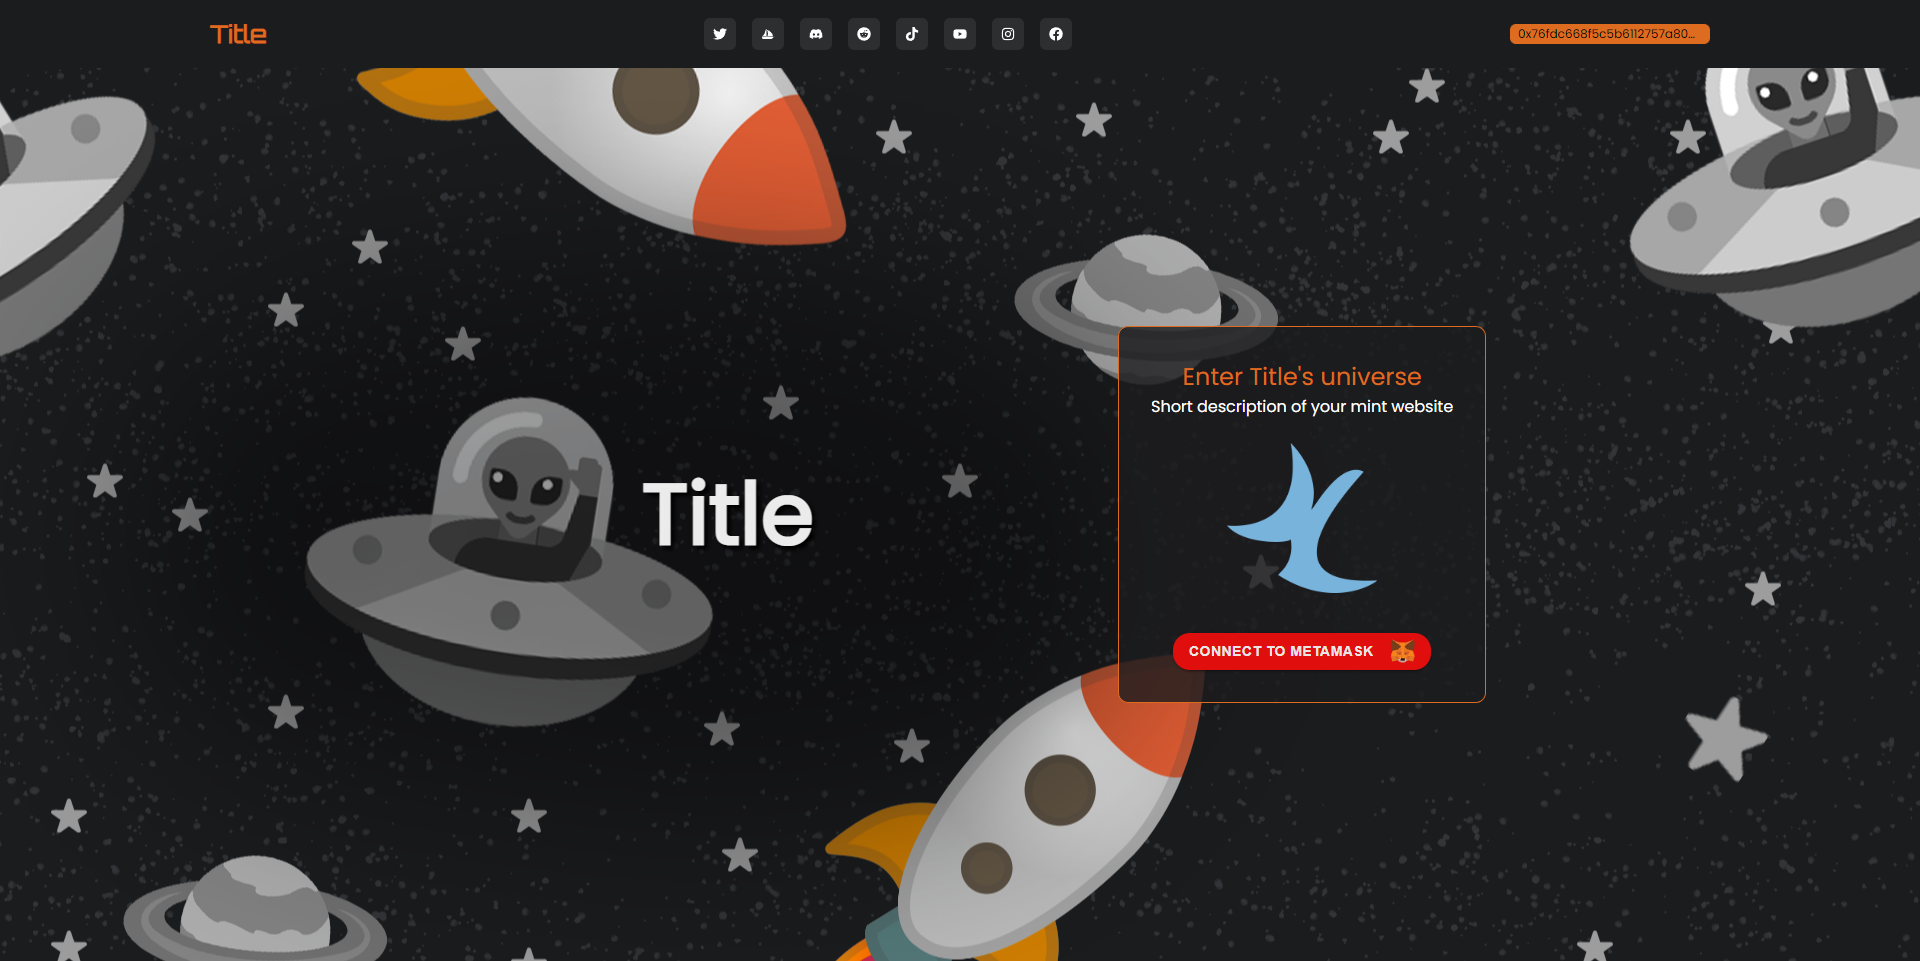 Title
0x76fdc668f5c5b6112757a80...
Enter Title's universe
Short description of your mint website
Title
CONNECT TO METAMASK